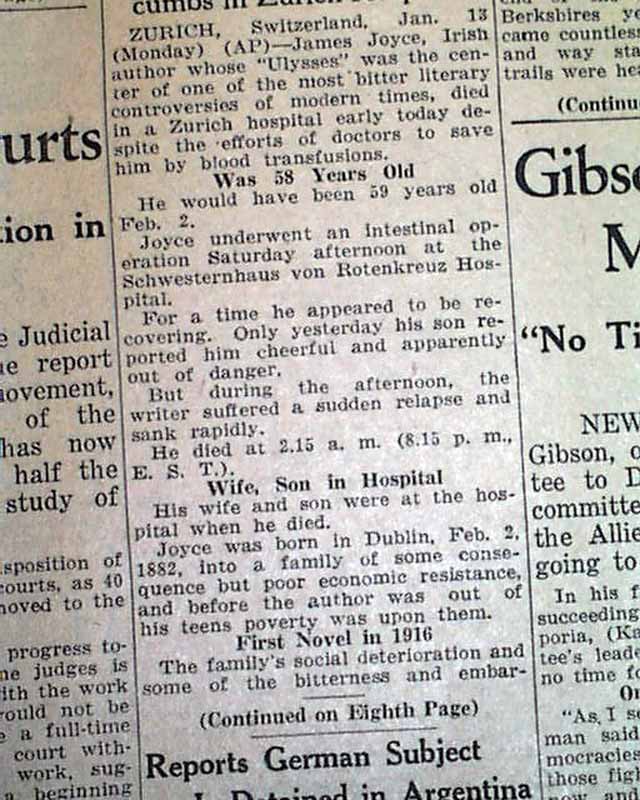 ZURICH, Switzerland, Jan. 13
(Monday) (AP)—James Joyce, Irish
author whose "Ulysses" was the cen-
ter of one of the most bitter literary
controversies of modern times, died
in a Zurich hospital early today de-
spite the efforts of doctors to save
him by blood transfusions.
Was 58 Years Old
He would have been 59 years old
Feb. 2.
Joyce underwent an intestinal op-
eration Saturday afternoon at the
Schwesternhaus von Rotenkreuz Hos-
pital.
For a time he appeared to be re-
covering. Only yesterday his son re-
ported him cheerful and apparently
out of danger.
But during the afternoon, the
writer suffered a sudden relapse and
sank rapidly.
He died at 2.15 a. m. (8.15 p. m.,
E. S. T.).
Wife, Son in Hospital
His wife and son were at the hos-
pital when he died.
Joyce was born in Dublin, Feb. 2,
1882, into a family of some conse-
quence but poor economic resistance,
and before the author was out of
his teens poverty was upon them.
First Novel in 1916
The family's social deterioration and
some of the bitterness and embar-
(Continued on Eighth Page)
Reports German Subject
Detained in Argentina
urts
tion in
e Judicial
e report
ovement,
of the
has now
half the
study of
sposition of
courts, as 40
moved to the
progress to-
ne judges is
ith the work
ould not be
e a full-time
court with-
work, sug-
a beginning
Berkshires
came countless
and way sta
trails were hea
(Continu
Gibso
M
"No Ti
NEW
Gibson, o
tee to D
committe
the Allie
going to
In his f
succeeding
poria, (Ka
tee's leade
no time fo
"As I s
man said
mocracies
those figh
now and